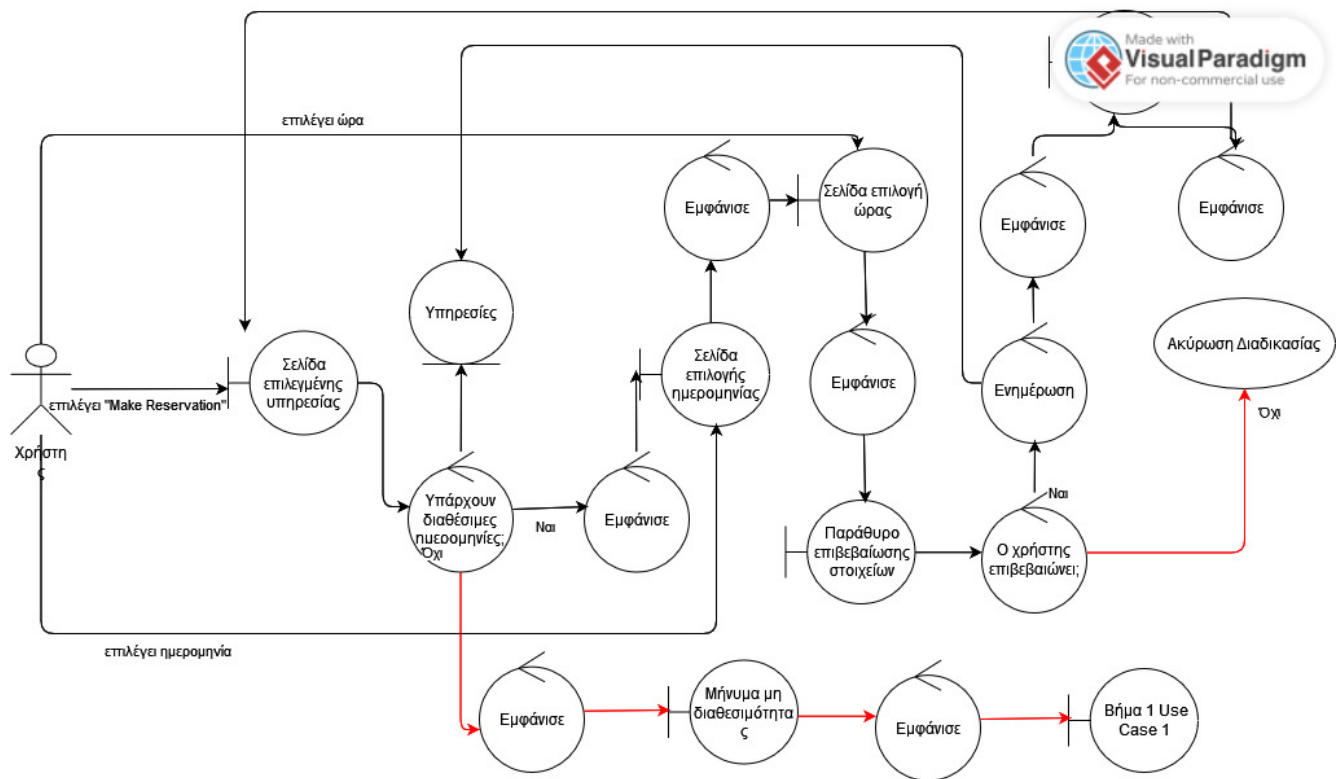 Made with
Visual Paradigm
For non-commercial use
επιλέγει ώρα
Εμφάνισε
Σελίδα επιλογή
ώρας
Εμφάνισε
Εμφάνισε
Υπηρεσίες
Σελίδα
επιλεγμένης
υπηρεσίας
Σελίδα
επιλογής
ημερομηνίας
Εμφάνισε
Ενημέρωση
Ακύρωση Διαδικασίας
επιλέγει "Make Reservation"
Όχι
Χρήστη
ς
Υπάρχουν
διαθέσιμες
ημερομηνίες;
Όχι
Ναι
Εμφάνισε
Παράθυρο
επιβεβαίωσης
στοιχείων
Ναι
Ο χρήστης
επιβεβαιώνει;
επιλέγει ημερομηνία
Εμφάνισε
Μήνυμα μη
διαθεσιμότητα
ς
Εμφάνισε
Βήμα 1 Use
Case 1